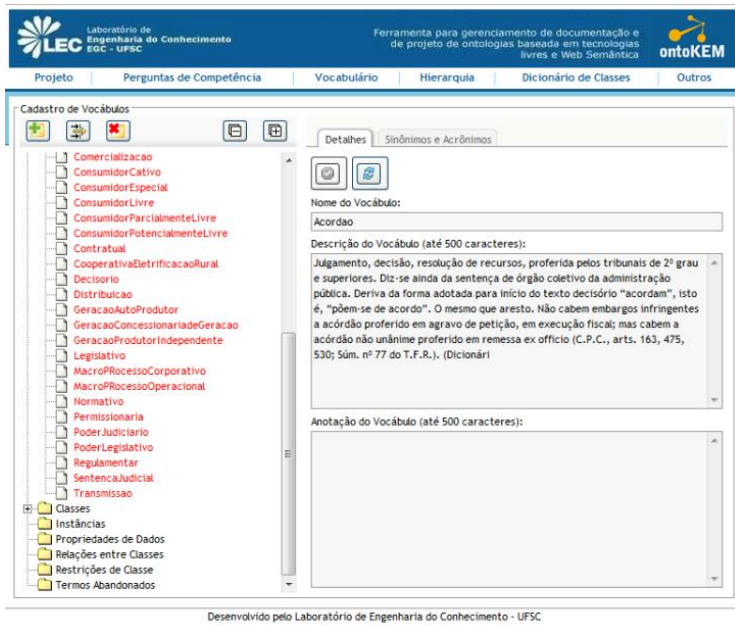 Laboratório de
LEC Engenharia do Conhecimento
EGC - UFSC
Ferramenta para gerenciamento de documentação e
de projeto de ontologias baseada em tecnologias
livres e Web Semântica
ontoKEM
Projeto Perguntas de Competência Vocabulário Hierarquia Dicionário de Classes Outros
Cadastro de Vocábulos
Comercializacao
ConsumidorCativo
ConsumidorEspecial
ConsumidorLivre
ConsumidorParcialmenteLivre
ConsumidorPotencialmenteLivre
Contratual
CooperativaEletrificacaoRural
Decisorio
Distribuicao
GeracaoAutoProdutor
GeracaoConcessionariadeGeracao
GeracaoProdutorIndependente
Legislativo
MacroPRocessoCorporativo
MacroPRocessoOperacional
Normativo
Permissionaria
PoderJudiciario
PoderLegislativo
Regulamentar
SentencaJudicial
Transmissao
Classes
Instâncias
Propriedades de Dados
Relações entre Classes
Restrições de Classe
Termos Abandonados
Detalhes Sinônimos e Acrônimos
Nome do Vocábulo:
Acordao
Descrição do Vocábulo (até 500 caracteres):
Julgamento, decisão, resolução de recursos, proferida pelos tribunais de 2º grau
e superiores. Diz-se ainda da sentença de órgão coletivo da administração
pública. Deriva da forma adotada para início do texto decisório “acordam”, isto
é, “põem-se de acordo”. O mesmo que aresto. Não cabem embargos infringentes
a acórdão proferido em agravo de petição, em execução fiscal; mas cabem a
acórdão não unânime proferido em remessa ex officio (C.P.C., arts. 163, 475,
530; Súm. nº 77 do T.F.R.). (Dicionári
Anotação do Vocábulo (até 500 caracteres):
Desenvolvido pelo Laboratório de Engenharia do Conhecimento - UFSC